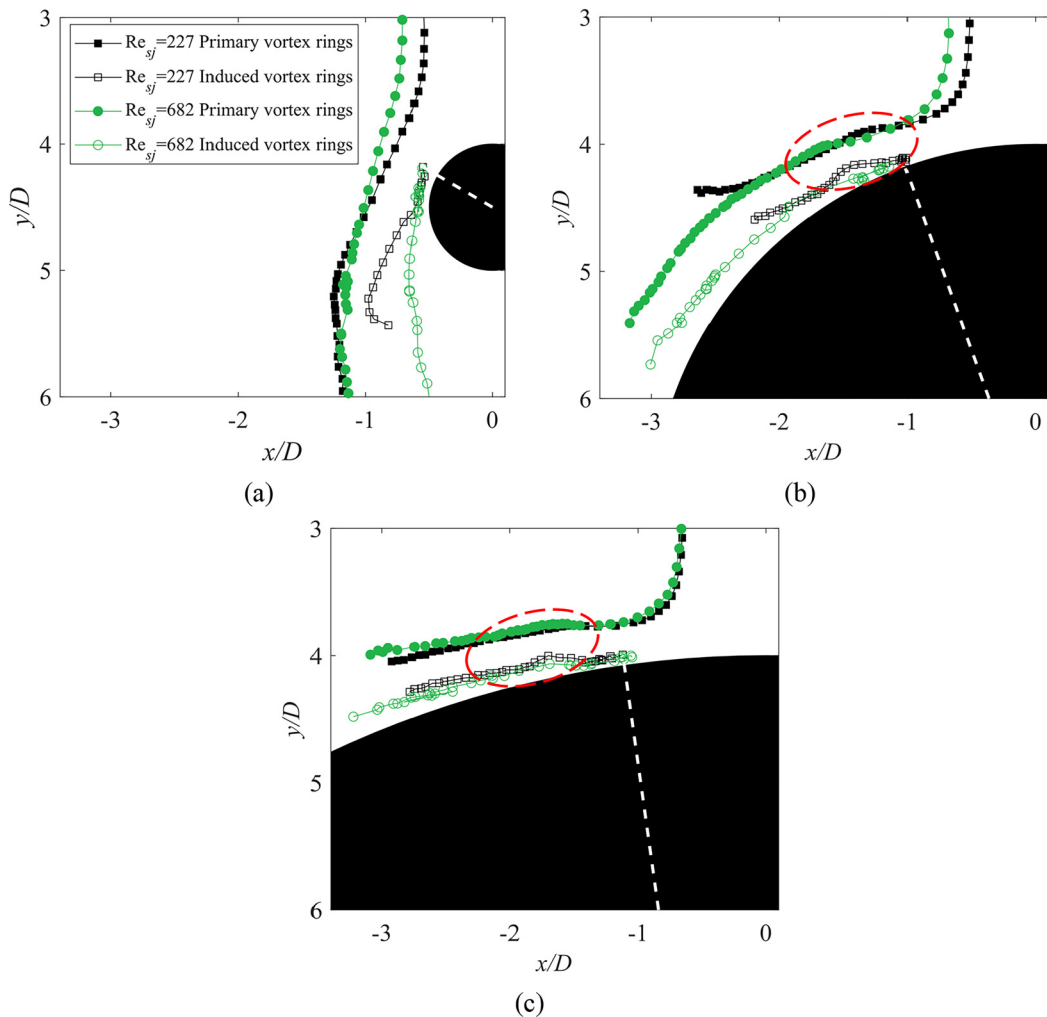 3
4
5
6
y/D
Re_sj=227 Primary vortex rings
Re_sj=227 Induced vortex rings
Re_sj=682 Primary vortex rings
Re_sj=682 Induced vortex rings
-3 -2 -1 0
x/D
(a)
3
4
5
6
y/D
-3 -2 -1 0
x/D
(b)
3
4
5
6
y/D
-3 -2 -1 0
x/D
(c)